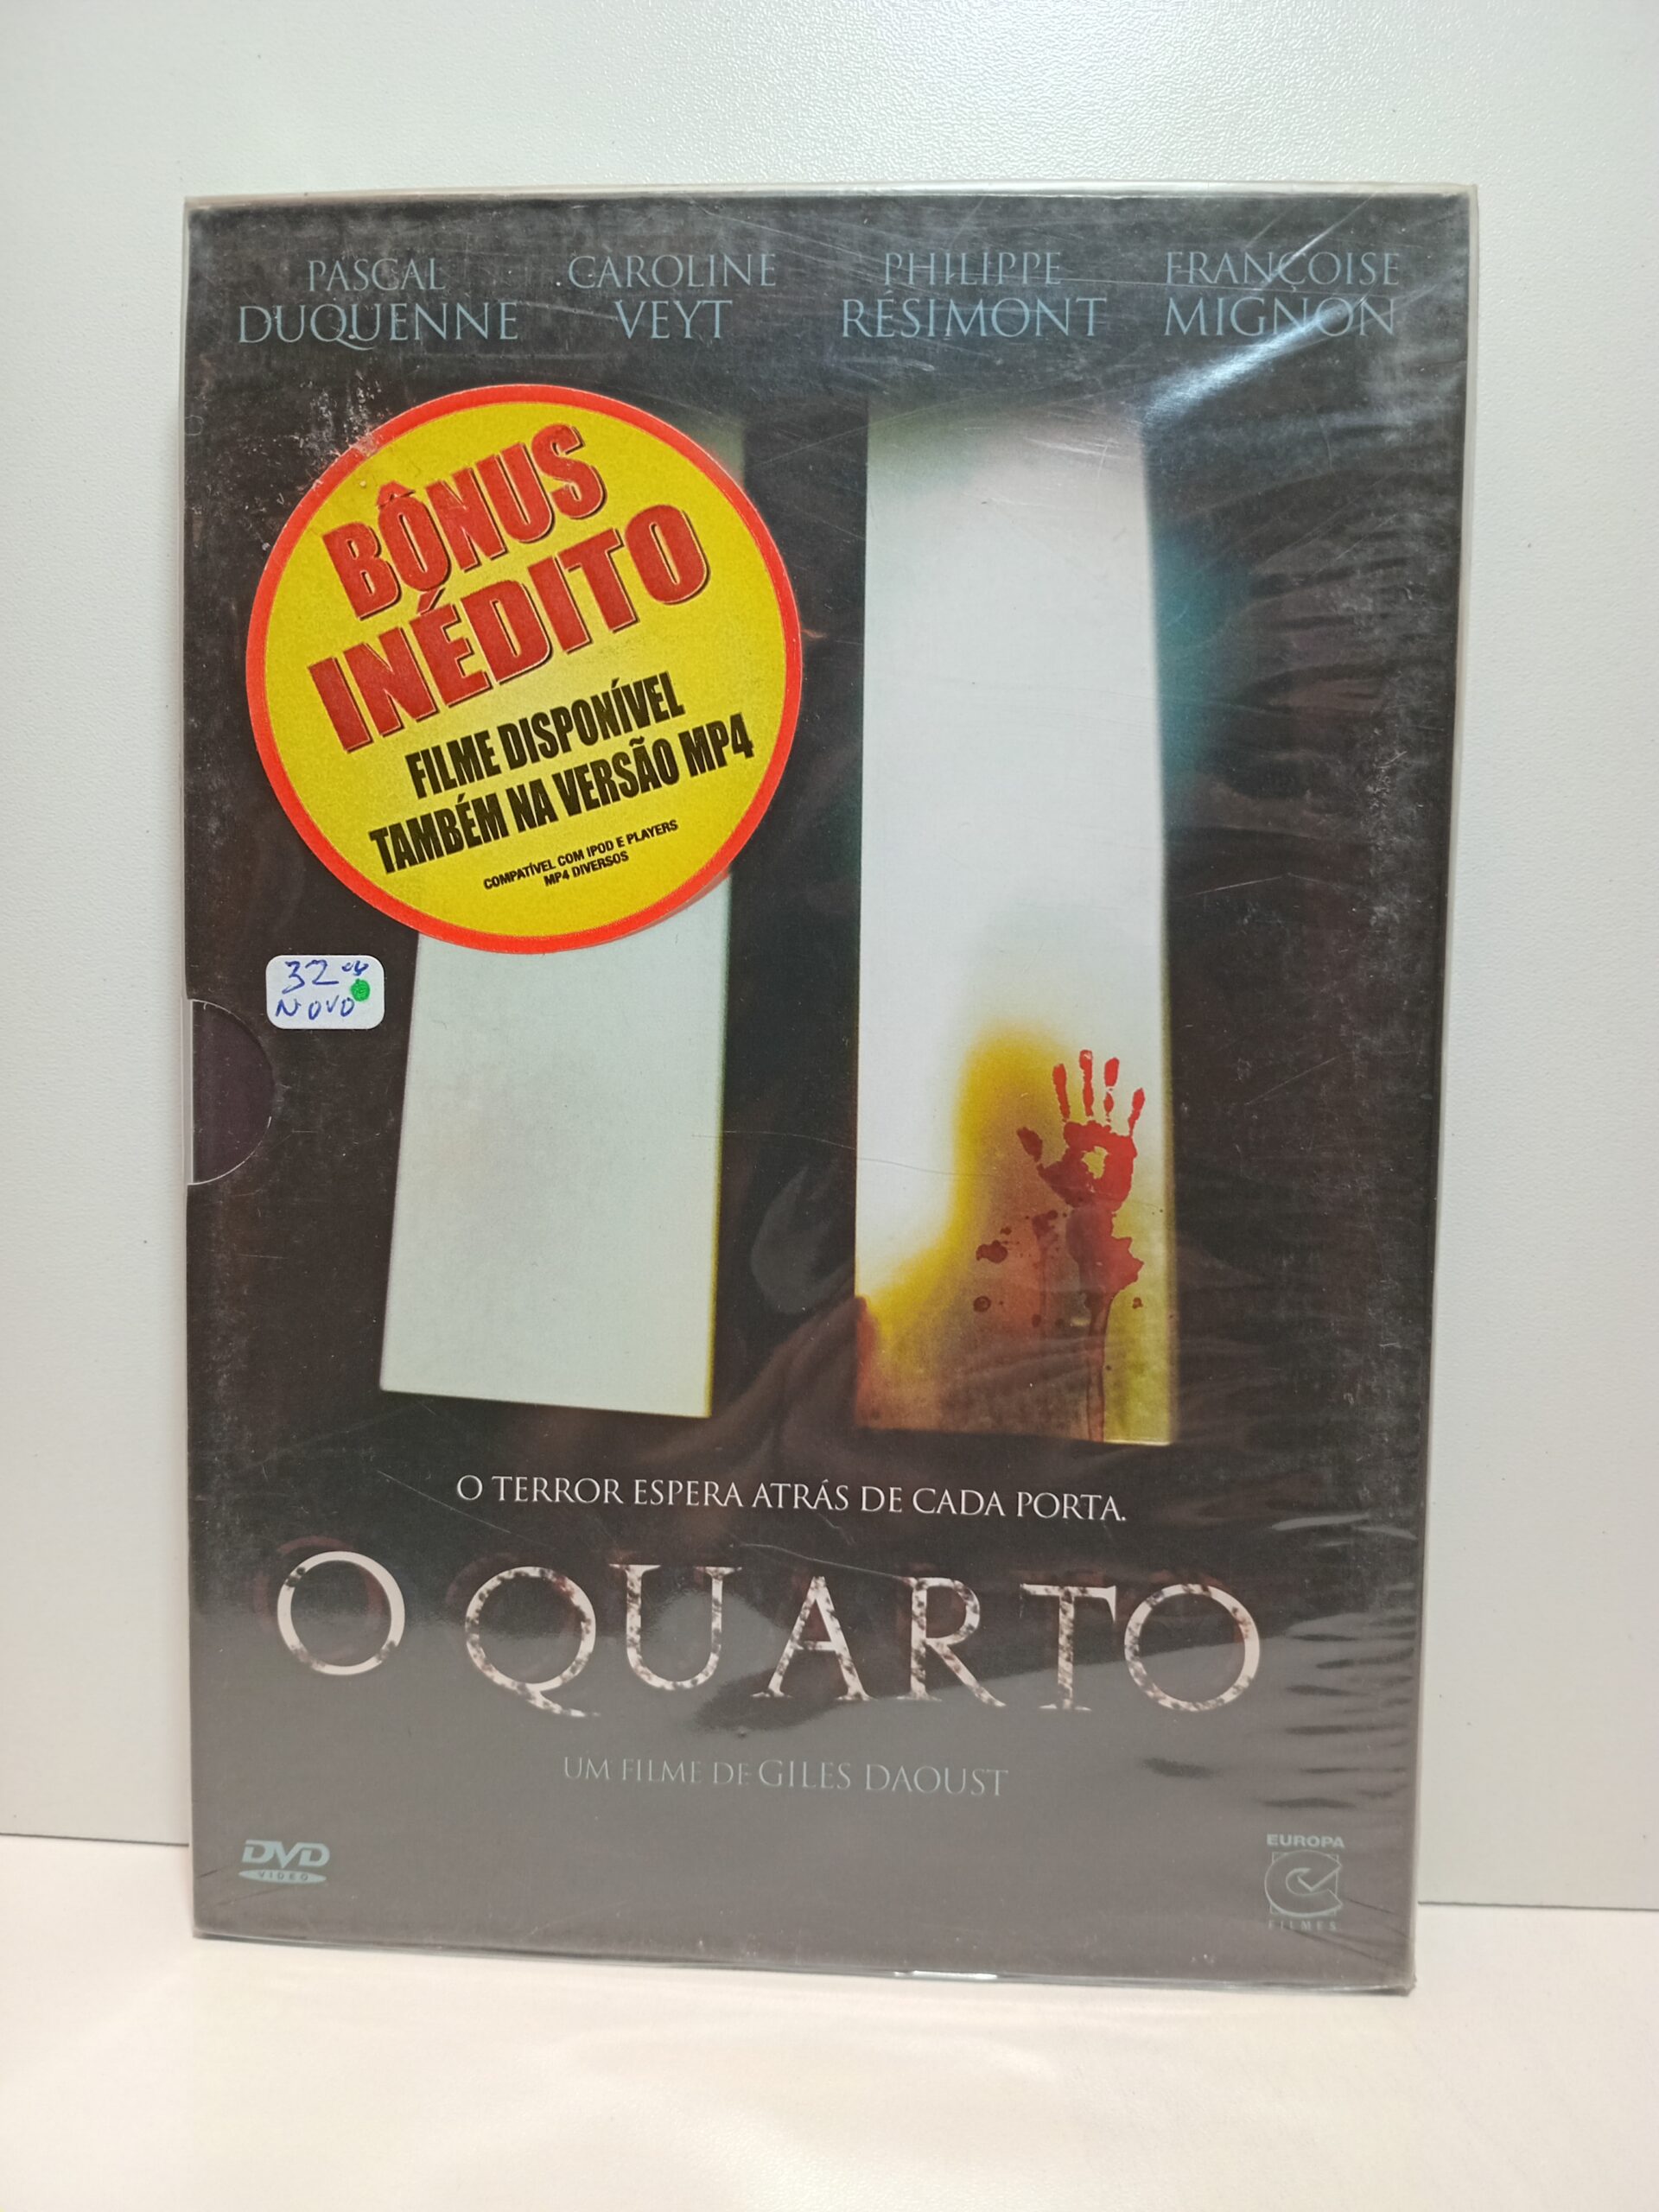 PASCAL
DUQUENNE
CAROLINE
VEYT
PHILIPPE
RÉSIMONT
FRANÇOISE
MIGNON
BÔNUS
INÉDITO
FILME DISPONÍVEL
TAMBÉM NA VERSÃO MP4
COMPATÍVEL COM IPOD E PLAYERS
MP4 DIVERSOS
32
NOVO
O TERROR ESPERA ATRÁS DE CADA PORTA.
O QUARTO
UM FILME DE GILES DAOUST
DVD
VIDEO
EUROPA
FILMES